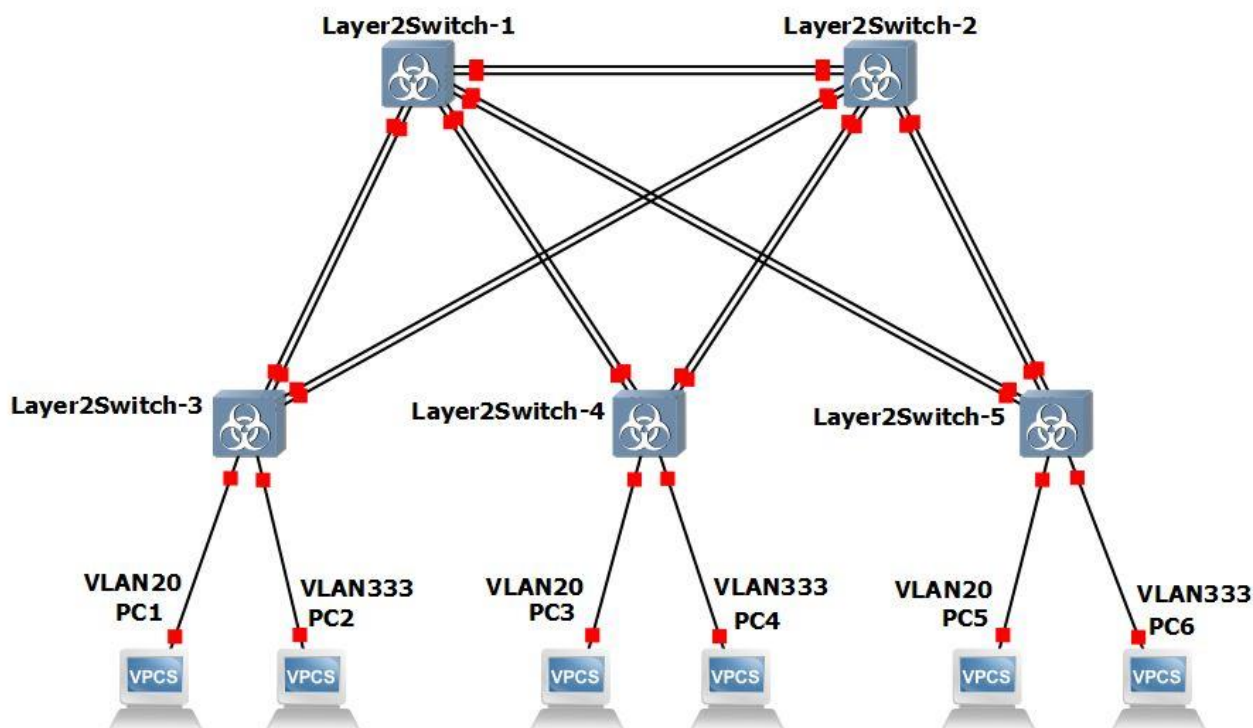 Layer2Switch-1
Layer2Switch-2
Layer2Switch-3
Layer2Switch-4
Layer2Switch-5
VLAN20
PC1
VLAN333
PC2
VLAN20
PC3
VLAN333
PC4
VLAN20
PC5
VLAN333
PC6
VPCS
VPCS
VPCS
VPCS
VPCS
VPCS